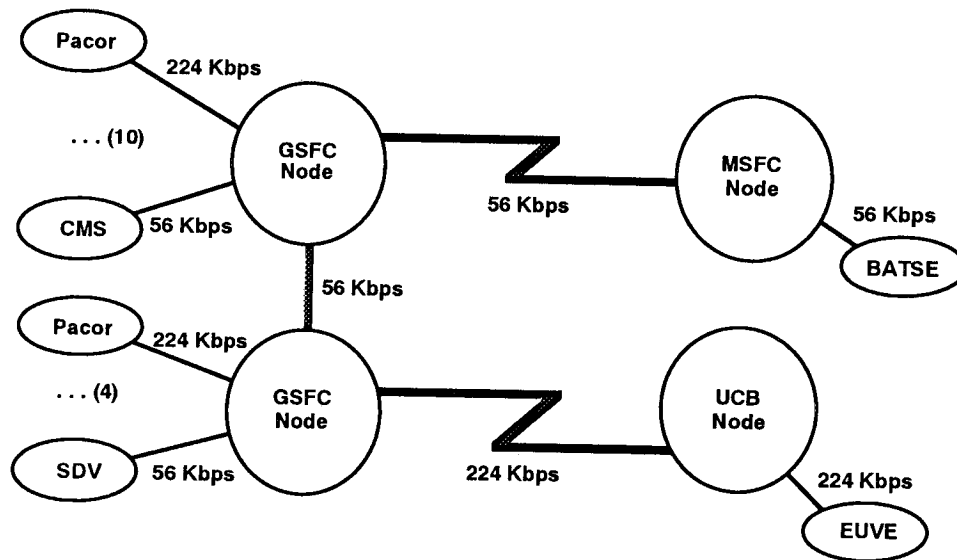 Pacor
224 Kbps
. . . (10)
GSFC
Node
MSFC
Node
56 Kbps
CMS
56 Kbps
56 Kbps
BATSE
56 Kbps
Pacor
224 Kbps
. . . (4)
GSFC
Node
UCB
Node
SDV
56 Kbps
224 Kbps
224 Kbps
EUVE